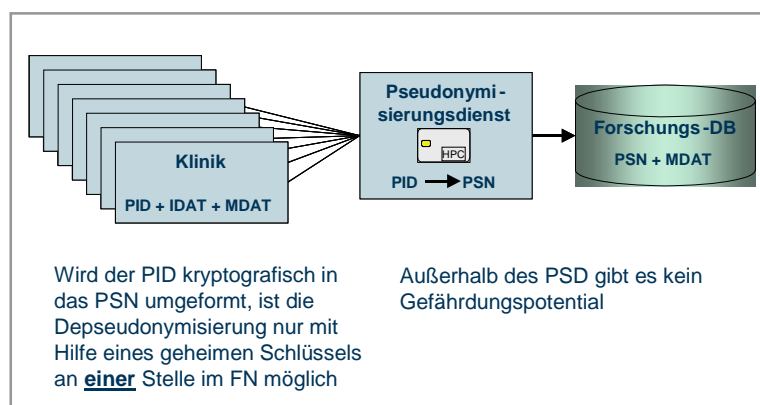 Klinik
PID + IDAT + MDAT
Pseudonymi-
sierungsdienst
HPC
PID PSN
Forschungs-DB
PSN + MDAT
Wird der PID kryptografisch in
das PSN umgeformt, ist die
Depseudonymisierung nur mit
Hilfe eines geheimen Schlüssels
an einer Stelle im FN möglich
Außerhalb des PSD gibt es kein
Gefährdungspotential